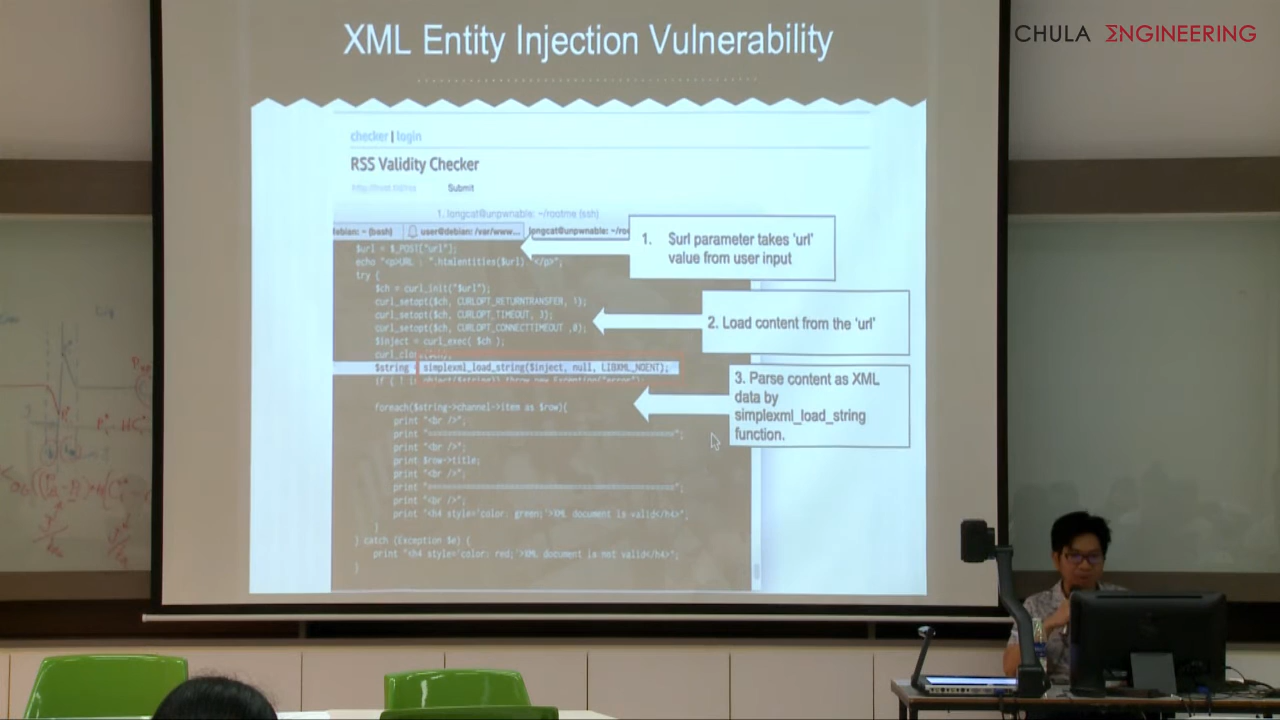 XML Entity Injection Vulnerability
CHULA ΣNGINEERING
checker | login
RSS Validity Checker
Submit
1. longcat@unpwnable: ~/rootme (ssh)
debian: ~ (bash)
user@debian: /var/www...
longcat@unpwnable: ~/roo
$url = $_POST["url"];
echo "<p>URL : ".htmlentities($url)."</p>";
try {
$ch = curl_init("$url");
curl_setopt($ch, CURLOPT_RETURNTRANSFER, 1);
curl_setopt($ch, CURLOPT_TIMEOUT, 3);
curl_setopt($ch, CURLOPT_CONNECTTIMEOUT ,0);
$inject = curl_exec( $ch );
$string simplexml_load_string($inject, null, LIBXML_NOENT);
foreach($string->channel->item as $row){
print "<br />";
print "==========================================";
print "<br />";
print $row->title;
print "<br />";
print "==========================================";
print "<br />";
print "<h4 style='color: green;'>XML document is valid</h4>";
}
} catch (Exception $e) {
print "<h4 style='color: red;'>XML document is not valid</h4>";
}
1. $url parameter takes 'url'
value from user input
2. Load content from the 'url'
3. Parse content as XML
data by
simplexml_load_string
function.